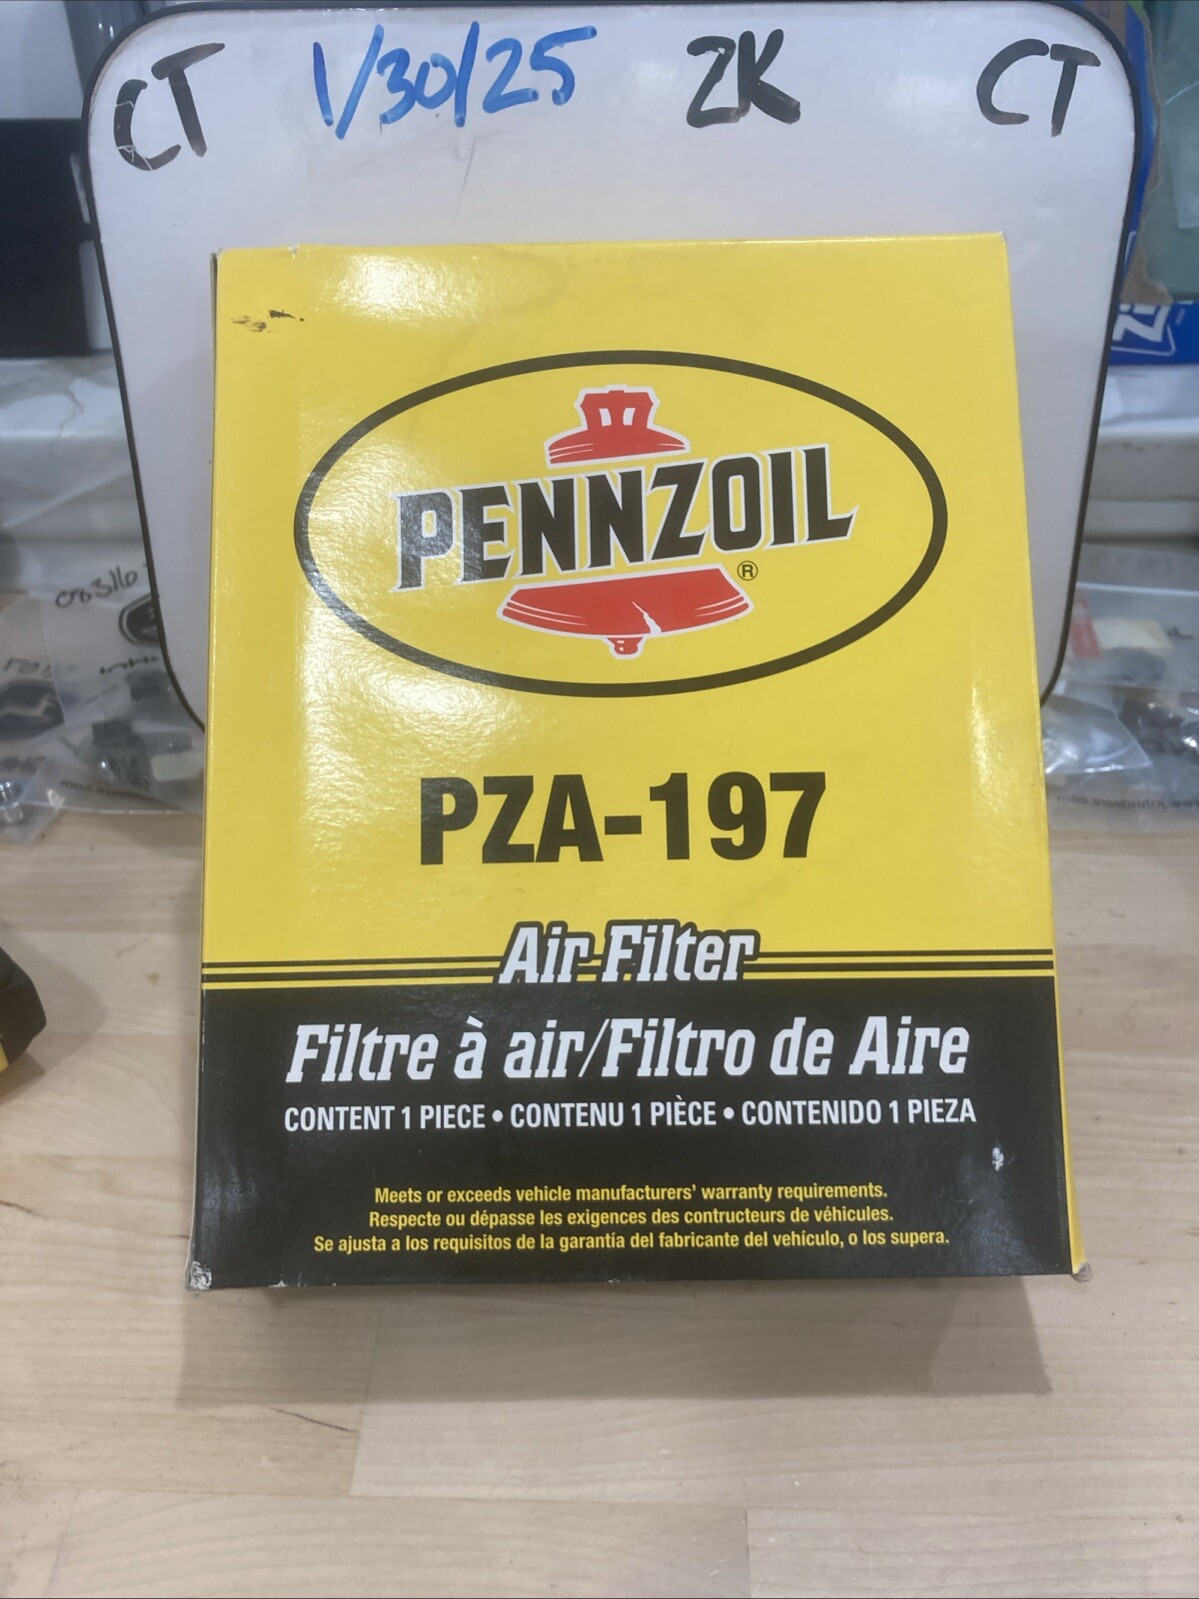 CT 1/30/25 ZK CT
PENNZOIL
®
PZA-197
Air Filter
Filtre à air/Filtro de Aire
CONTENT 1 PIECE • CONTENU 1 PIÈCE • CONTENIDO 1 PIEZA
Meets or exceeds vehicle manufacturers' warranty requirements.
Respecte ou dépasse les exigences des contructeurs de véhicules.
Se ajusta a los requisitos de la garantía del fabricante del vehículo, o los supera.